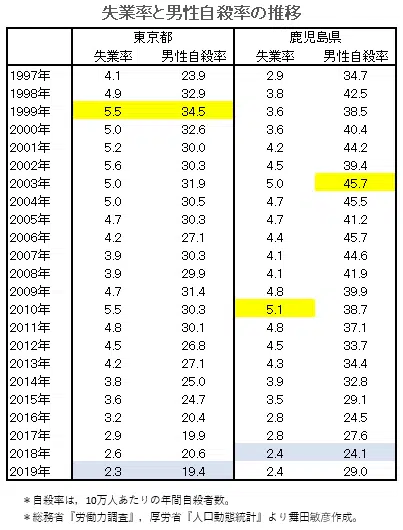 失業率と男性自殺率の推移
東京都 鹿児島県
失業率 男性自殺率 失業率 男性自殺率
1997年 4.1 23.9 2.9 34.7
1998年 4.9 32.9 3.8 42.5
1999年 5.5 34.5 3.6 38.5
2000年 5.0 32.6 3.6 40.4
2001年 5.2 30.0 4.2 44.2
2002年 5.6 30.3 4.5 39.4
2003年 5.0 31.9 5.0 45.7
2004年 5.0 30.5 4.7 45.5
2005年 4.7 30.3 4.7 41.2
2006年 4.2 27.1 4.4 45.7
2007年 3.9 30.3 4.1 44.6
2008年 3.9 29.9 4.1 41.9
2009年 4.7 31.4 4.8 39.9
2010年 5.5 30.3 5.1 38.7
2011年 4.8 30.1 4.8 37.1
2012年 4.5 26.8 4.5 33.7
2013年 4.2 27.1 4.3 34.4
2014年 3.8 25.0 3.9 32.8
2015年 3.6 24.7 3.5 29.1
2016年 3.2 20.4 2.8 24.5
2017年 2.9 19.9 2.8 27.6
2018年 2.6 20.6 2.4 24.1
2019年 2.3 19.4 2.4 29.0
＊自殺率は，10万人あたりの年間自殺者数。
＊総務省『労働力調査』，厚労省『人口動態統計』より舞田敏彦作成。